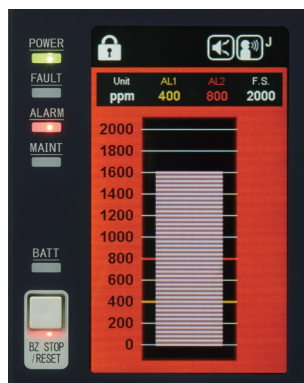 POWER
FAULT
ALARM
MAINT
BATT
BZ STOP
/RESET
J
Unit AL1 AL2 F.S.
ppm 400 800 2000
2000
1800
1600
1400
1200
1000
800
600
400
200
0